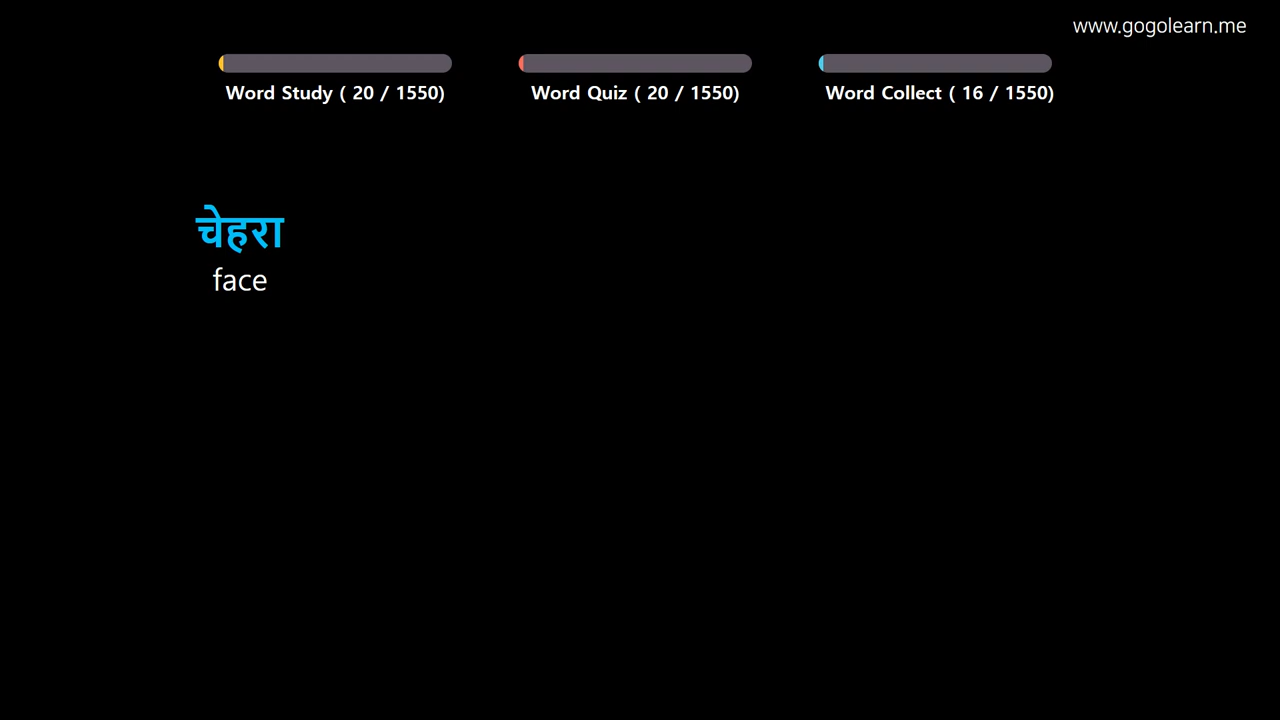 www.gogolearn.me
Word Study ( 20 / 1550)
Word Quiz ( 20 / 1550)
Word Collect ( 16 / 1550)
चेहरा
face